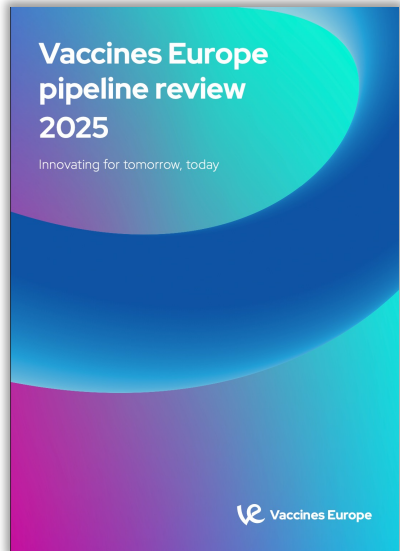 Vaccines Europe
pipeline review
2025
Innovating for tomorrow, today
Vaccines Europe